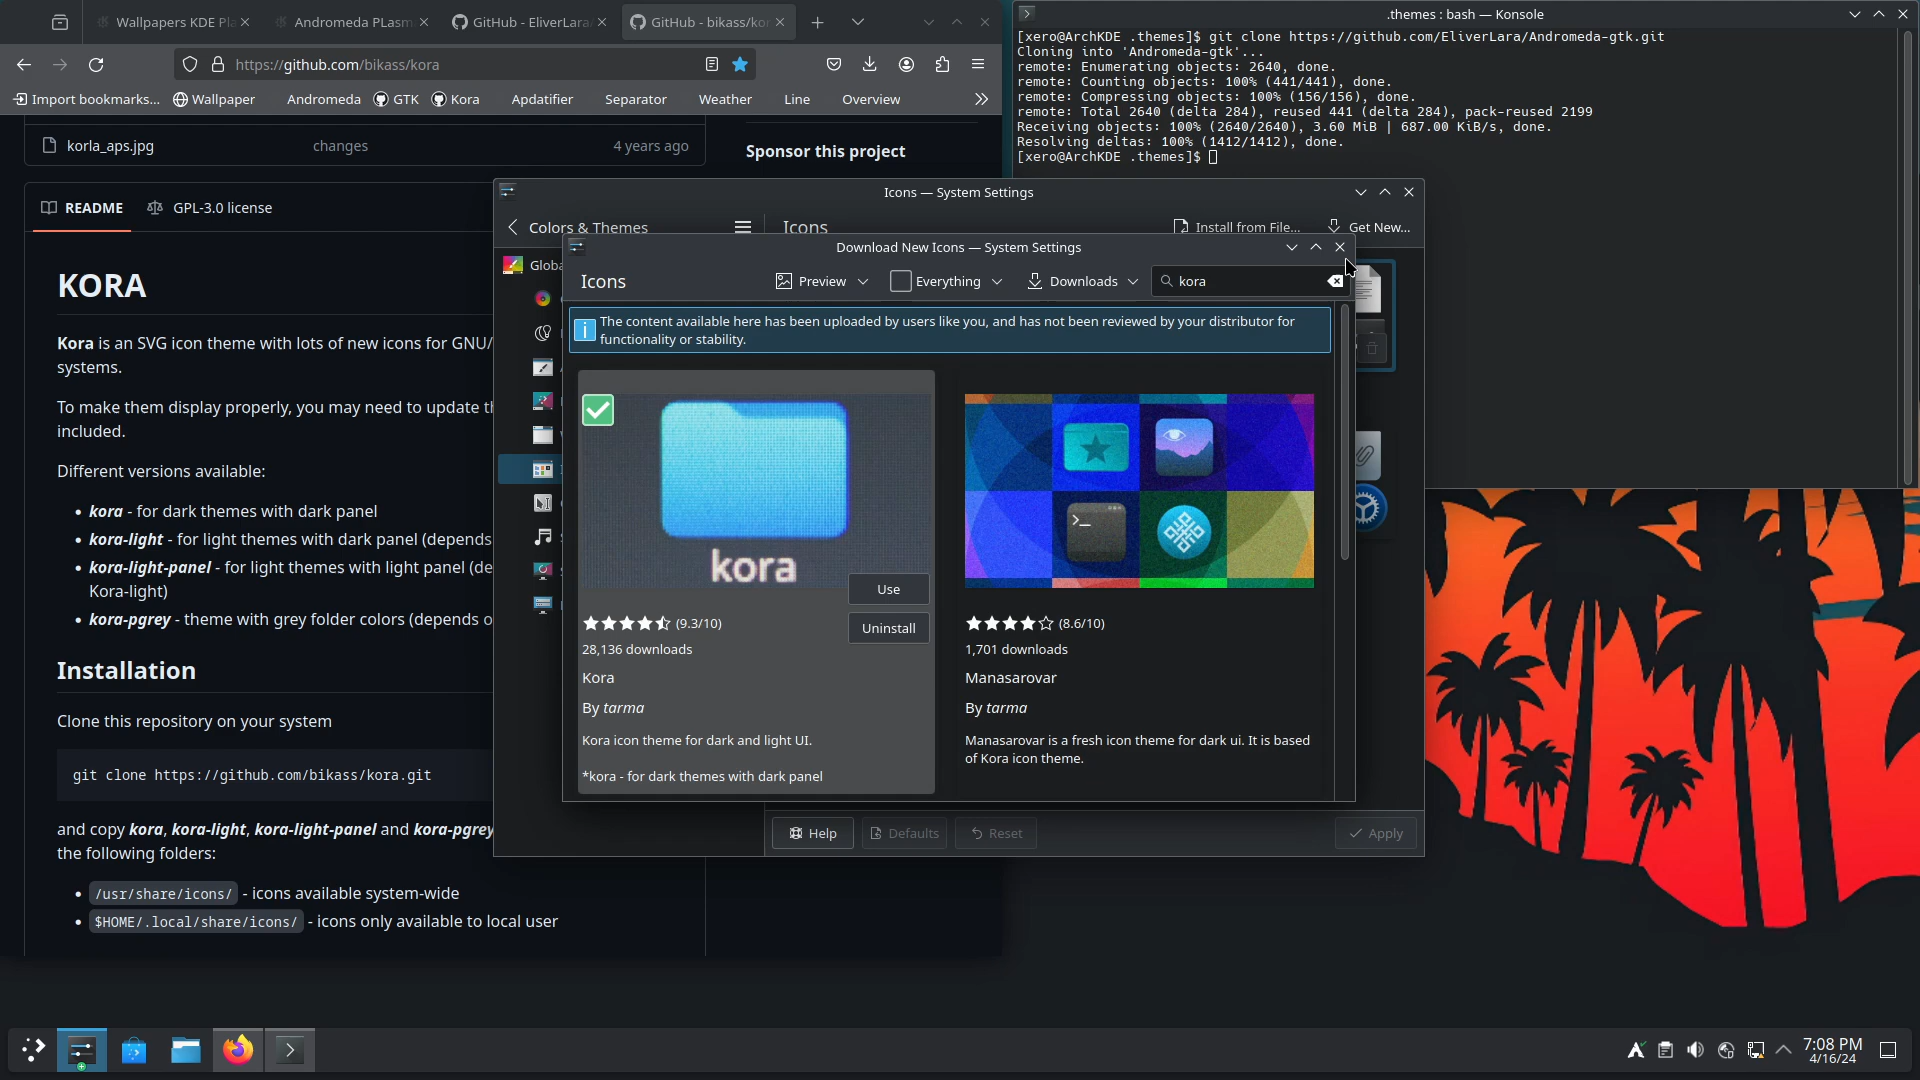 Wallpapers KDE Pla
Andromeda PLasm
GitHub - EliverLara/
GitHub - bikass/kor
https://github.com/bikass/kora
Import bookmarks...
Wallpaper
Andromeda
GTK
Kora
Apdatifier
Separator
Weather
Line
Overview
korla_aps.jpg
changes
4 years ago
Sponsor this project
README
GPL-3.0 license
KORA
Kora is an SVG icon theme with lots of new icons for GNU/
systems.
To make them display properly, you may need to update th
included.
Different versions available:
• kora - for dark themes with dark panel
• kora-light - for light themes with dark panel (depends
• kora-light-panel - for light themes with light panel (de
Kora-light)
• kora-pgrey - theme with grey folder colors (depends o
Installation
Clone this repository on your system
git clone https://github.com/bikass/kora.git
and copy kora, kora-light, kora-light-panel and kora-pgrey
the following folders:
• /usr/share/icons/ - icons available system-wide
• $HOME/.local/share/icons/ - icons only available to local user
.themes : bash — Konsole
[xero@ArchKDE .themes]$ git clone https://github.com/EliverLara/Andromeda-gtk.git
Cloning into 'Andromeda-gtk'...
remote: Enumerating objects: 2640, done.
remote: Counting objects: 100% (441/441), done.
remote: Compressing objects: 100% (156/156), done.
remote: Total 2640 (delta 284), reused 441 (delta 284), pack-reused 2199
Receiving objects: 100% (2640/2640), 3.60 MiB | 687.00 KiB/s, done.
Resolving deltas: 100% (1412/1412), done.
[xero@ArchKDE .themes]$
Icons — System Settings
Colors & Themes
Icons
Install from File...
Get New...
Globa
Download New Icons — System Settings
Icons
Preview
Everything
Downloads
kora
The content available here has been uploaded by users like you, and has not been reviewed by your distributor for
functionality or stability.
kora
Use
Uninstall
(9.3/10)
28,136 downloads
Kora
By tarma
Kora icon theme for dark and light UI.
*kora - for dark themes with dark panel
(8.6/10)
1,701 downloads
Manasarovar
By tarma
Manasarovar is a fresh icon theme for dark ui. It is based
of Kora icon theme.
Help
Defaults
Reset
Apply
7:08 PM
4/16/24